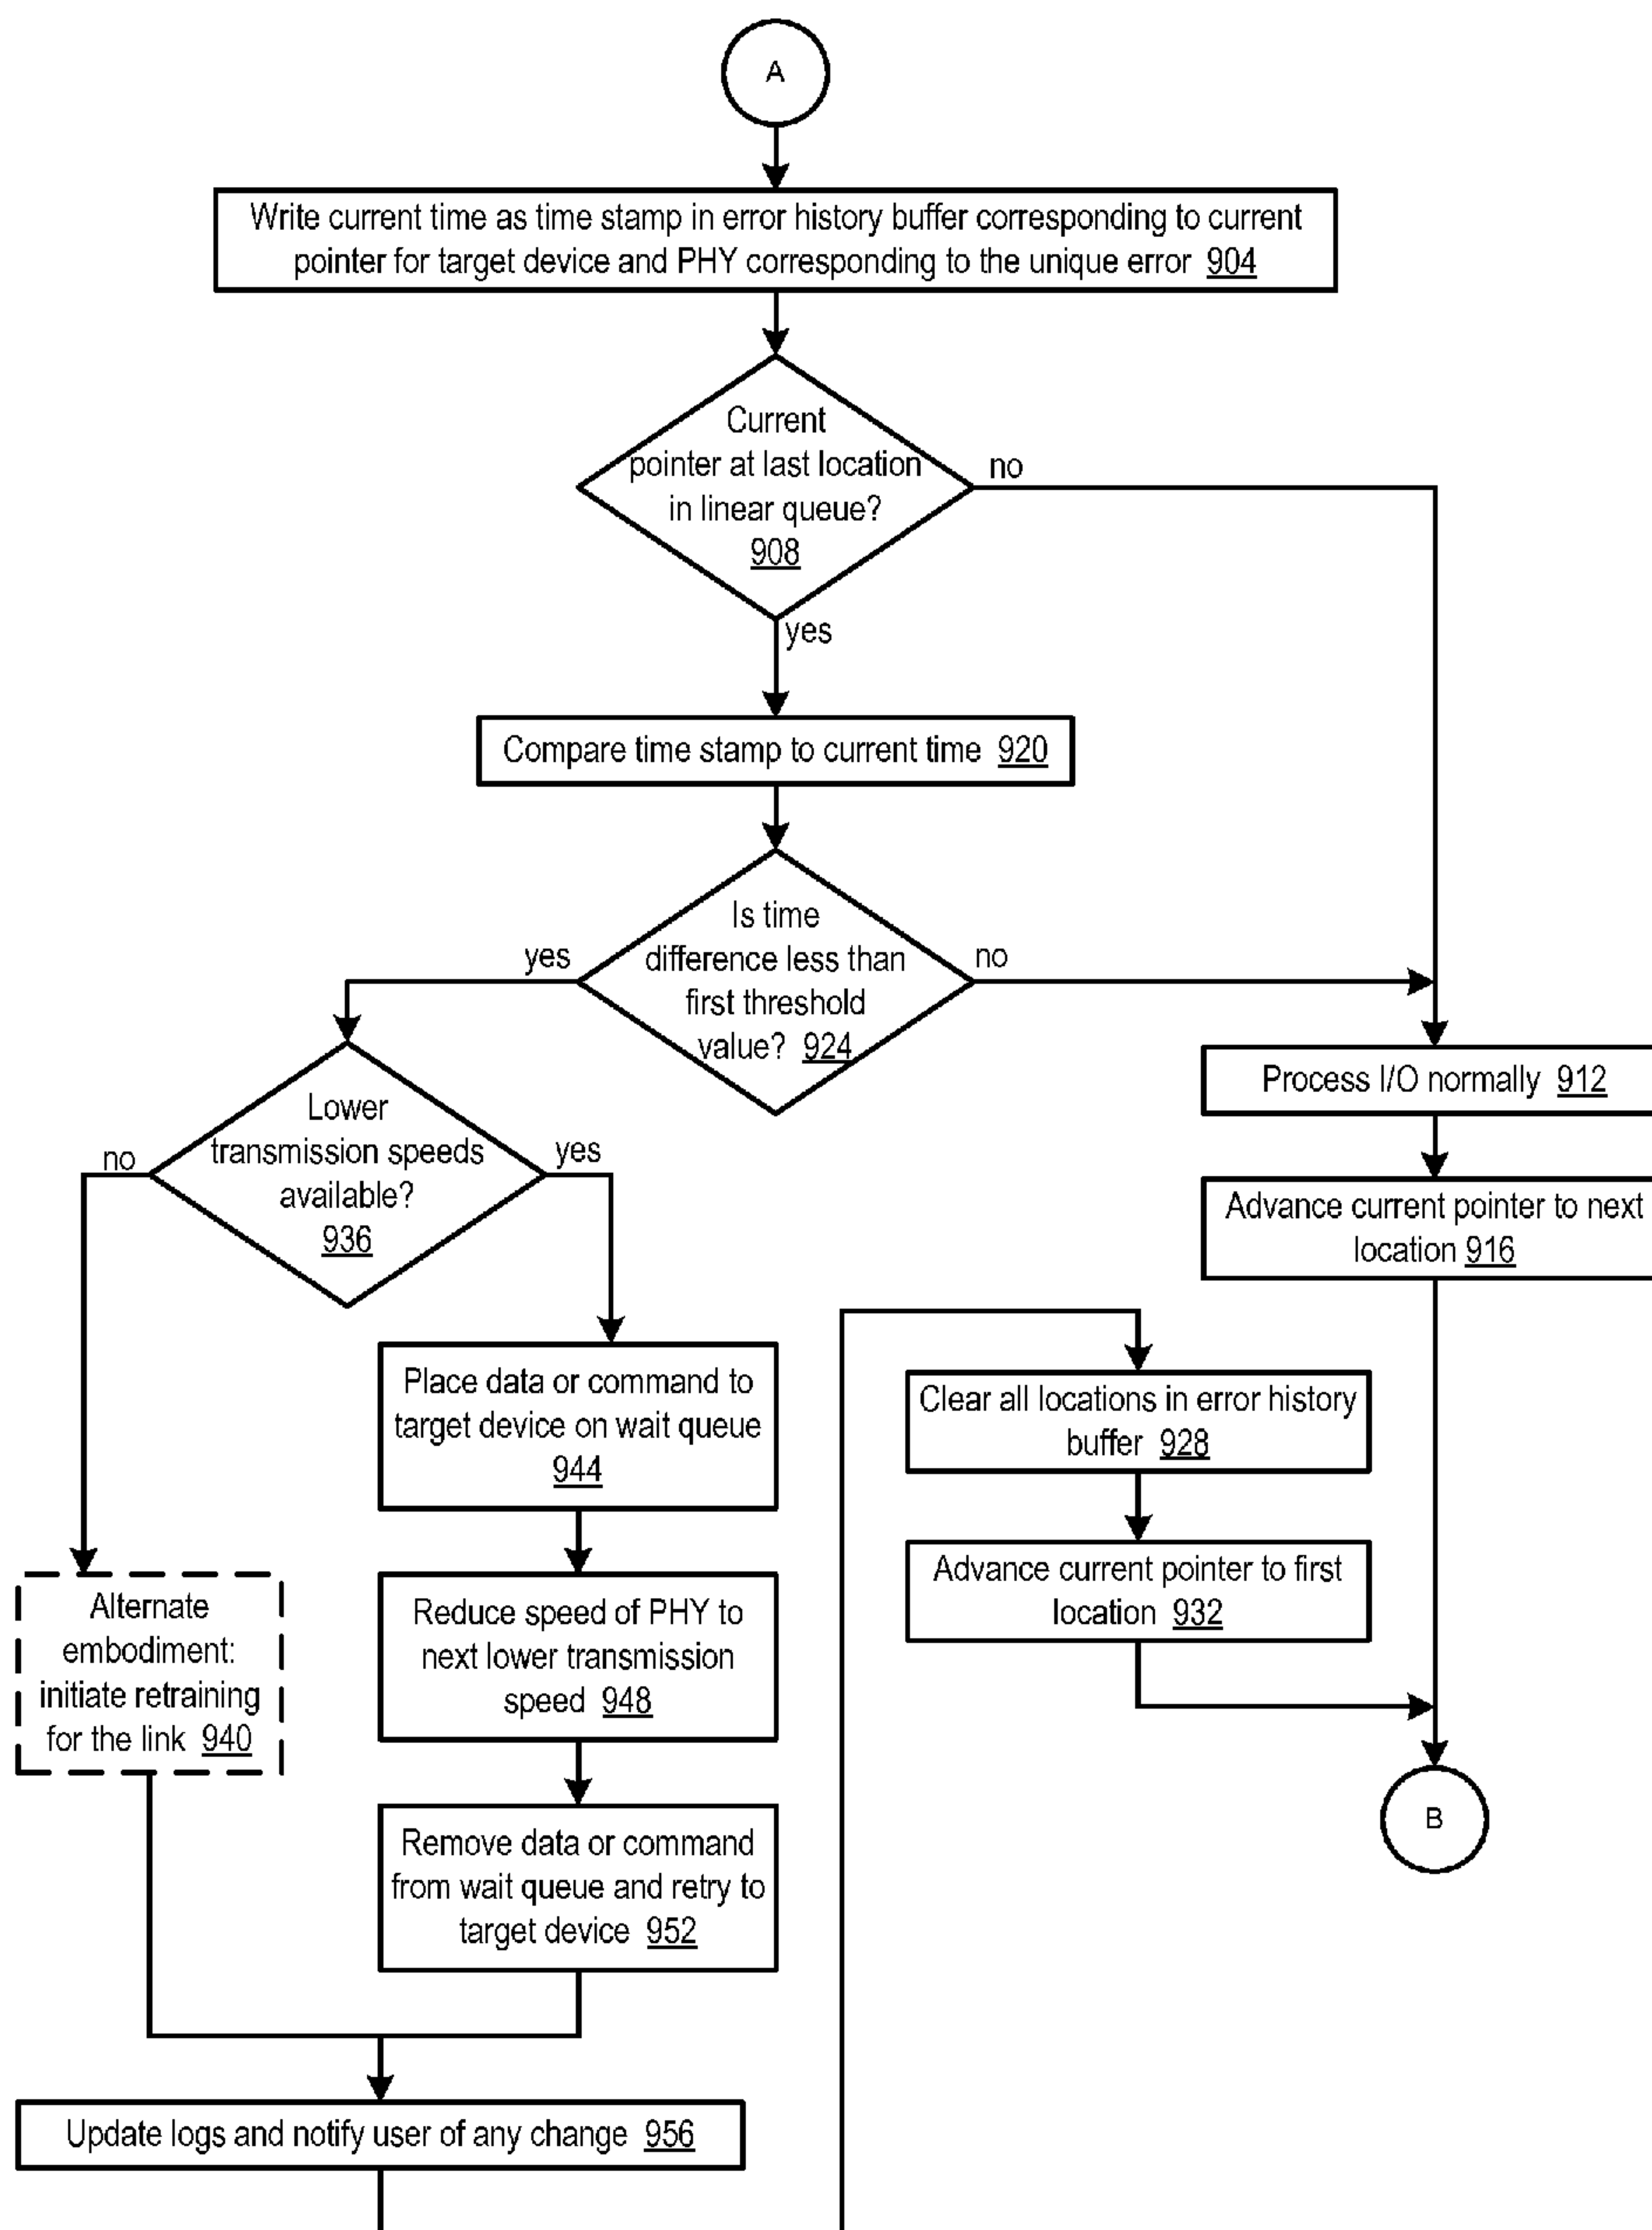 A
Write current time as time stamp in error history buffer corresponding to current
pointer for target device and PHY corresponding to the unique error 904
Current
pointer at last location
in linear queue?
908
no
yes
Compare time stamp to current time 920
Is time
difference less than
first threshold
value? 924
yes
no
Process I/O normally 912
Advance current pointer to next
location 916
Lower
transmission speeds
available?
936
no
yes
Place data or command to
target device on wait queue
944
Clear all locations in error history
buffer 928
Advance current pointer to first
location 932
Alternate
embodiment:
initiate retraining
for the link 940
Reduce speed of PHY to
next lower transmission
speed 948
B
Remove data or command
from wait queue and retry to
target device 952
Update logs and notify user of any change 956